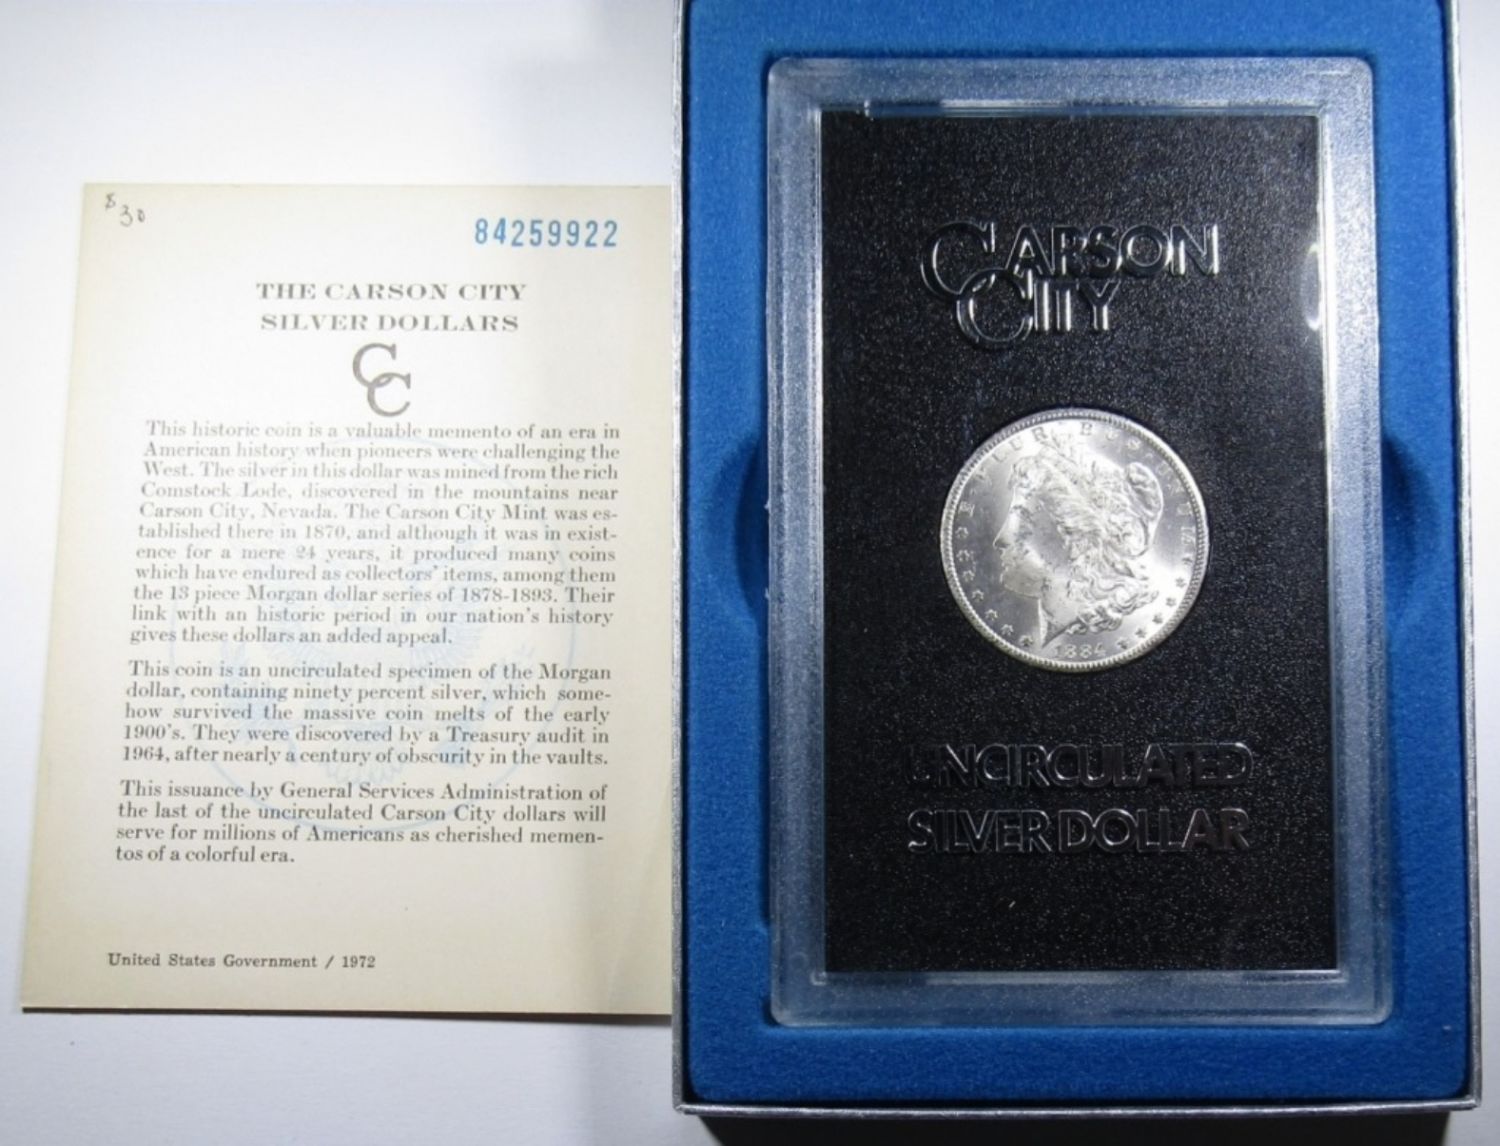 $30
84259922
THE CARSON CITY
SILVER DOLLARS
CC
This historic coin is a valuable memento of an era in
American history when pioneers were challenging the
West. The silver in this dollar was mined from the rich
Comstock Lode, discovered in the mountains near
Carson City, Nevada. The Carson City Mint was es-
tablished there in 1870, and although it was in exist-
ence for a mere 24 years, it produced many coins
which have endured as collectors' items, among them
the 13 piece Morgan dollar series of 1878-1893. Their
link with an historic period in our nation's history
gives these dollars an added appeal.
This coin is an uncirculated specimen of the Morgan
dollar, containing ninety percent silver, which some-
how survived the massive coin melts of the early
1900's. They were discovered by a Treasury audit in
1964, after nearly a century of obscurity in the vaults.
This issuance by General Services Administration of
the last of the uncirculated Carson City dollars will
serve for millions of Americans as cherished memen-
tos of a colorful era.
United States Government / 1972
CARSON
CITY
E·PLURIBUS·UNUM
1884
UNCIRCULATED
SILVER DOLLAR